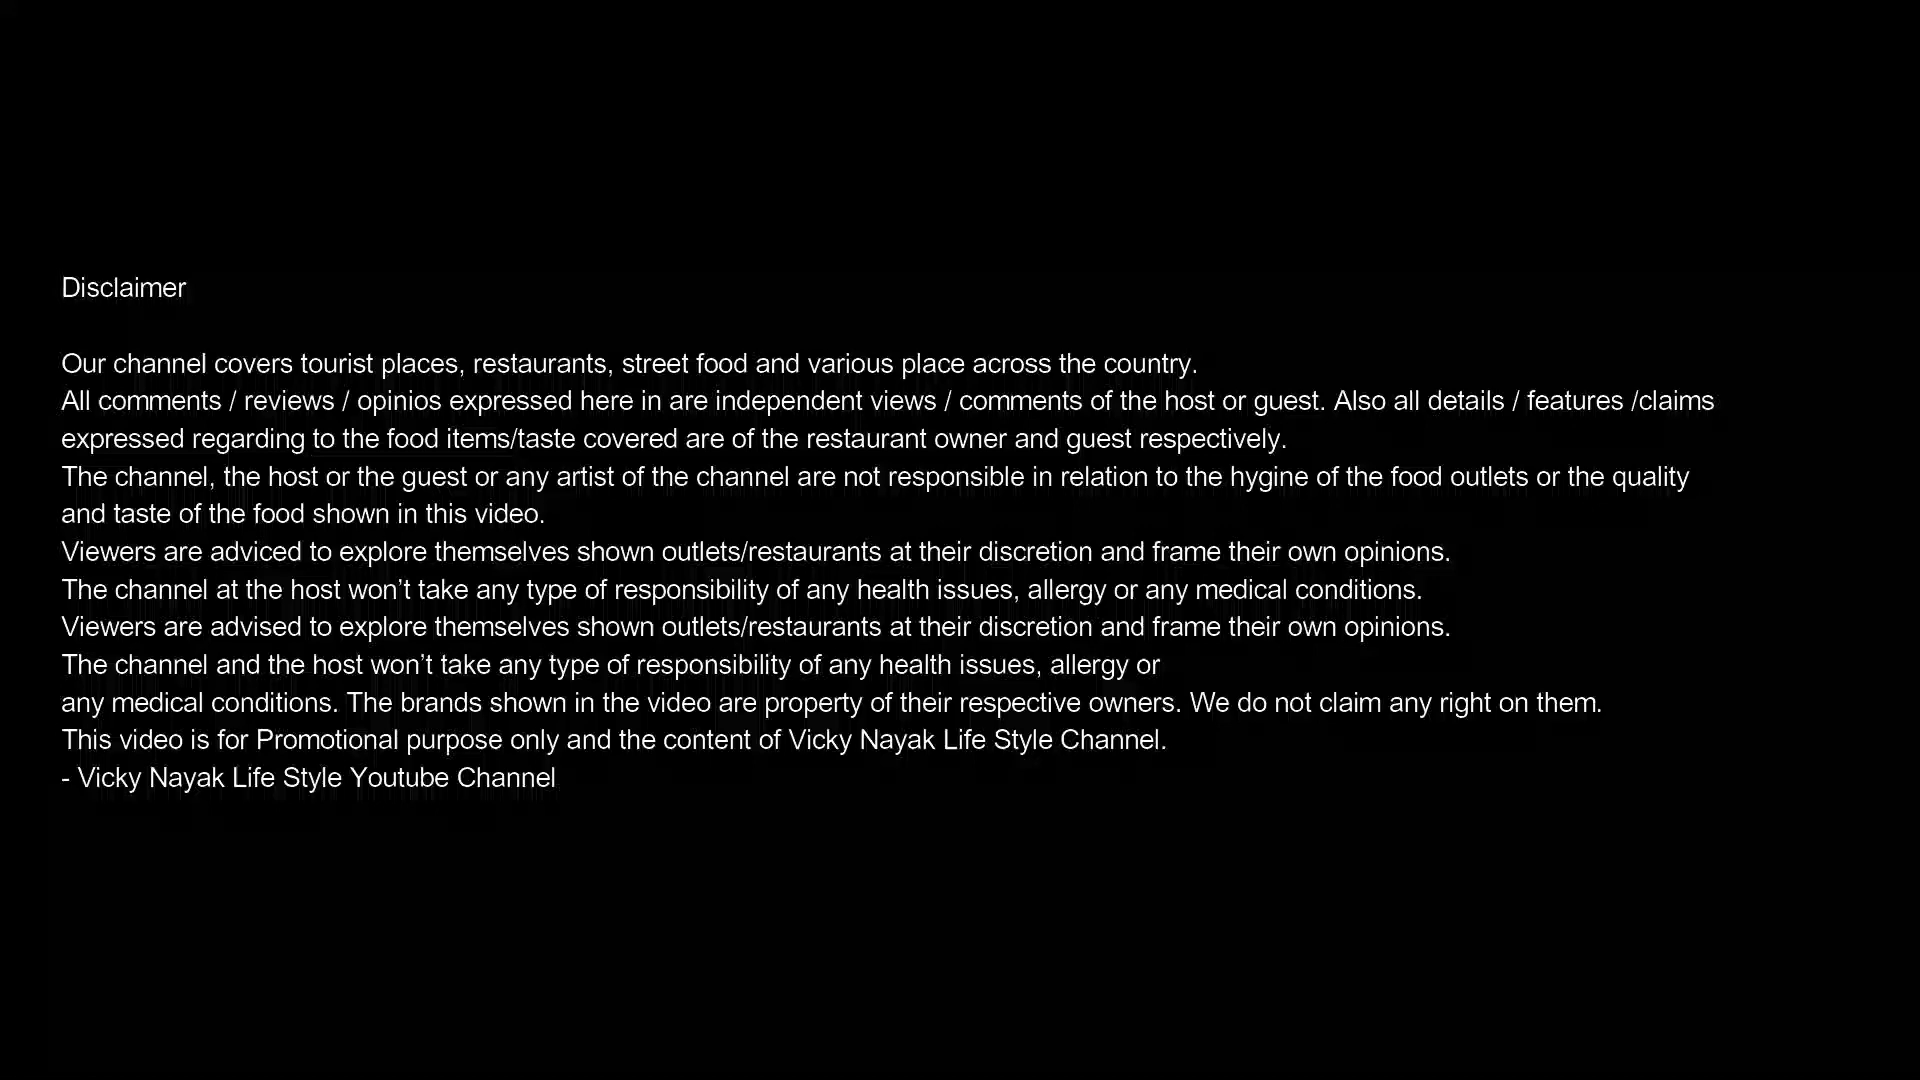 Disclaimer
Our channel covers tourist places, restaurants, street food and various place across the country.
All comments / reviews / opinios expressed here in are independent views / comments of the host or guest. Also all details / features /claims
expressed regarding to the food items/taste covered are of the restaurant owner and guest respectively.
The channel, the host or the guest or any artist of the channel are not responsible in relation to the hygine of the food outlets or the quality
and taste of the food shown in this video.
Viewers are adviced to explore themselves shown outlets/restaurants at their discretion and frame their own opinions.
The channel at the host won’t take any type of responsibility of any health issues, allergy or any medical conditions.
Viewers are advised to explore themselves shown outlets/restaurants at their discretion and frame their own opinions.
The channel and the host won’t take any type of responsibility of any health issues, allergy or
any medical conditions. The brands shown in the video are property of their respective owners. We do not claim any right on them.
This video is for Promotional purpose only and the content of Vicky Nayak Life Style Channel.
- Vicky Nayak Life Style Youtube Channel